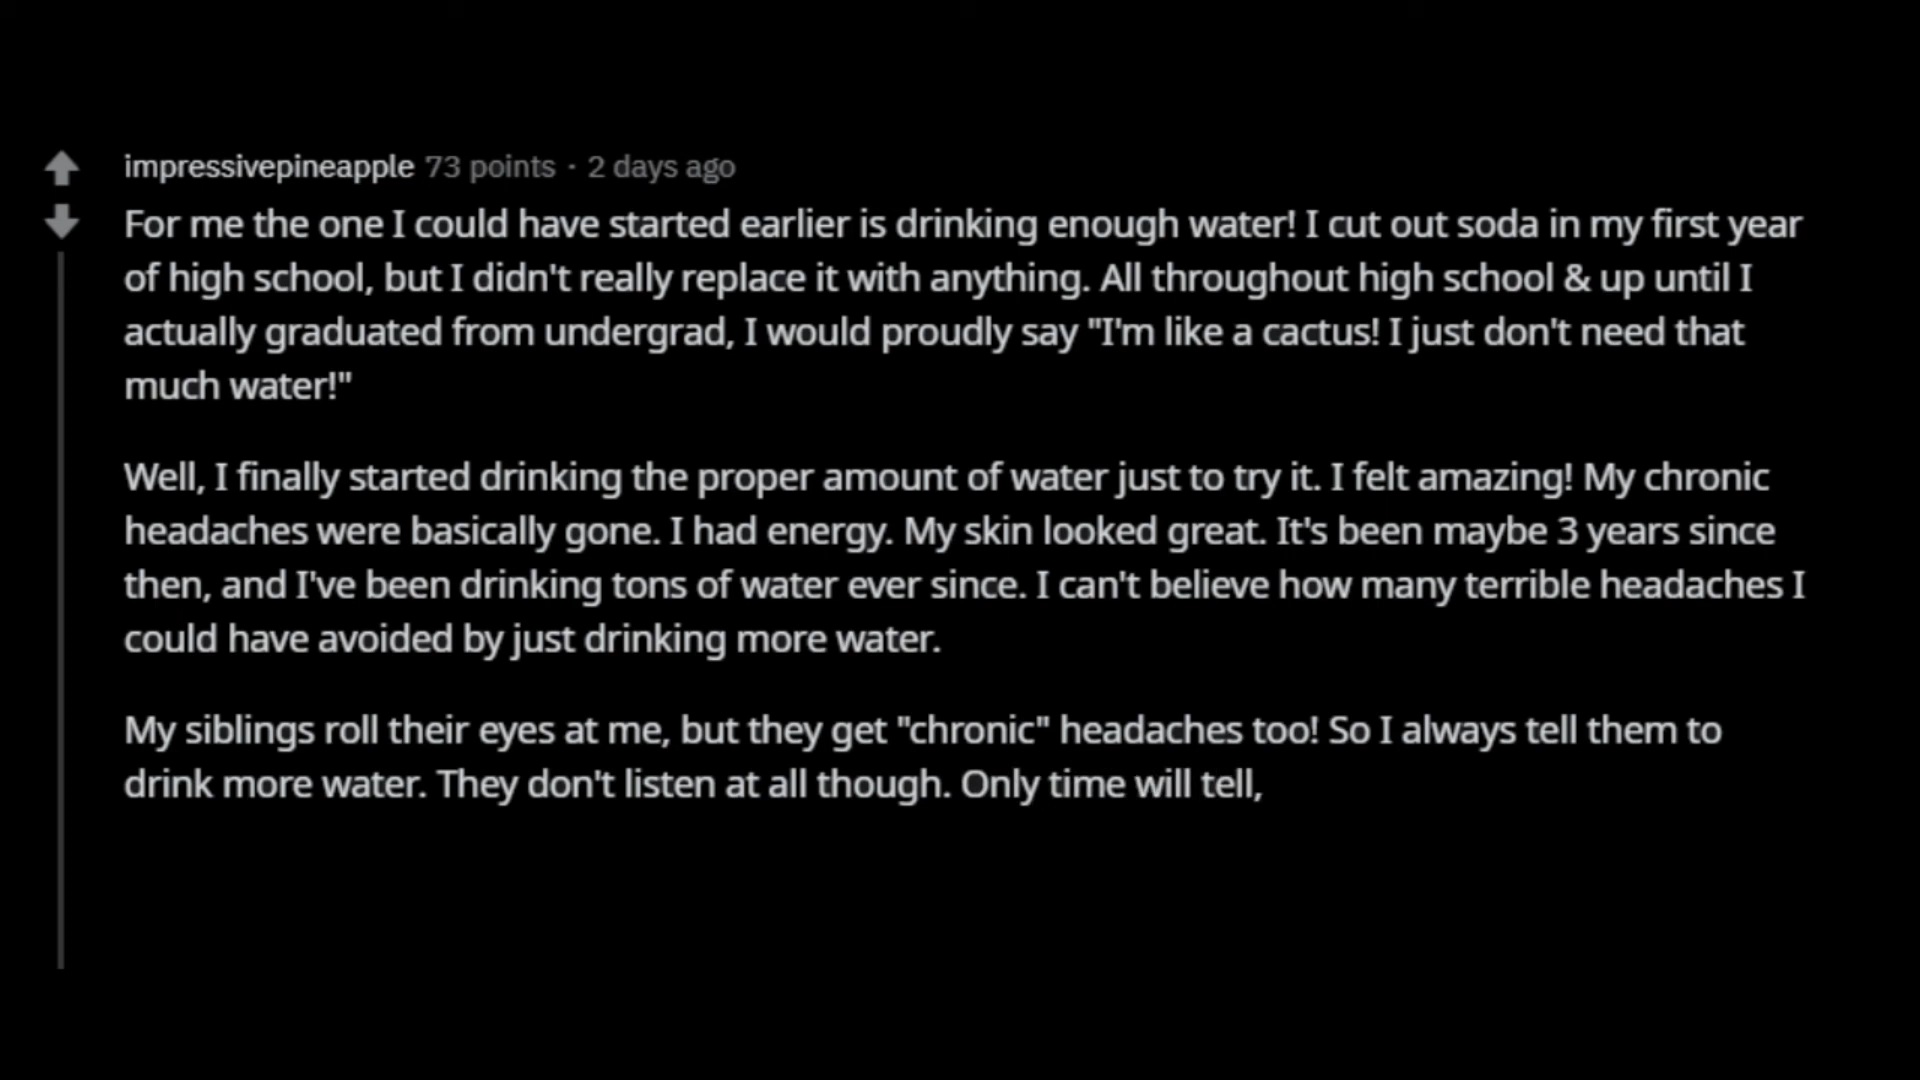 impressivepineapple 73 points · 2 days ago
For me the one I could have started earlier is drinking enough water! I cut out soda in my first year
of high school, but I didn't really replace it with anything. All throughout high school & up until I
actually graduated from undergrad, I would proudly say "I'm like a cactus! I just don't need that
much water!"
Well, I finally started drinking the proper amount of water just to try it. I felt amazing! My chronic
headaches were basically gone. I had energy. My skin looked great. It's been maybe 3 years since
then, and I've been drinking tons of water ever since. I can't believe how many terrible headaches I
could have avoided by just drinking more water.
My siblings roll their eyes at me, but they get "chronic" headaches too! So I always tell them to
drink more water. They don't listen at all though. Only time will tell,